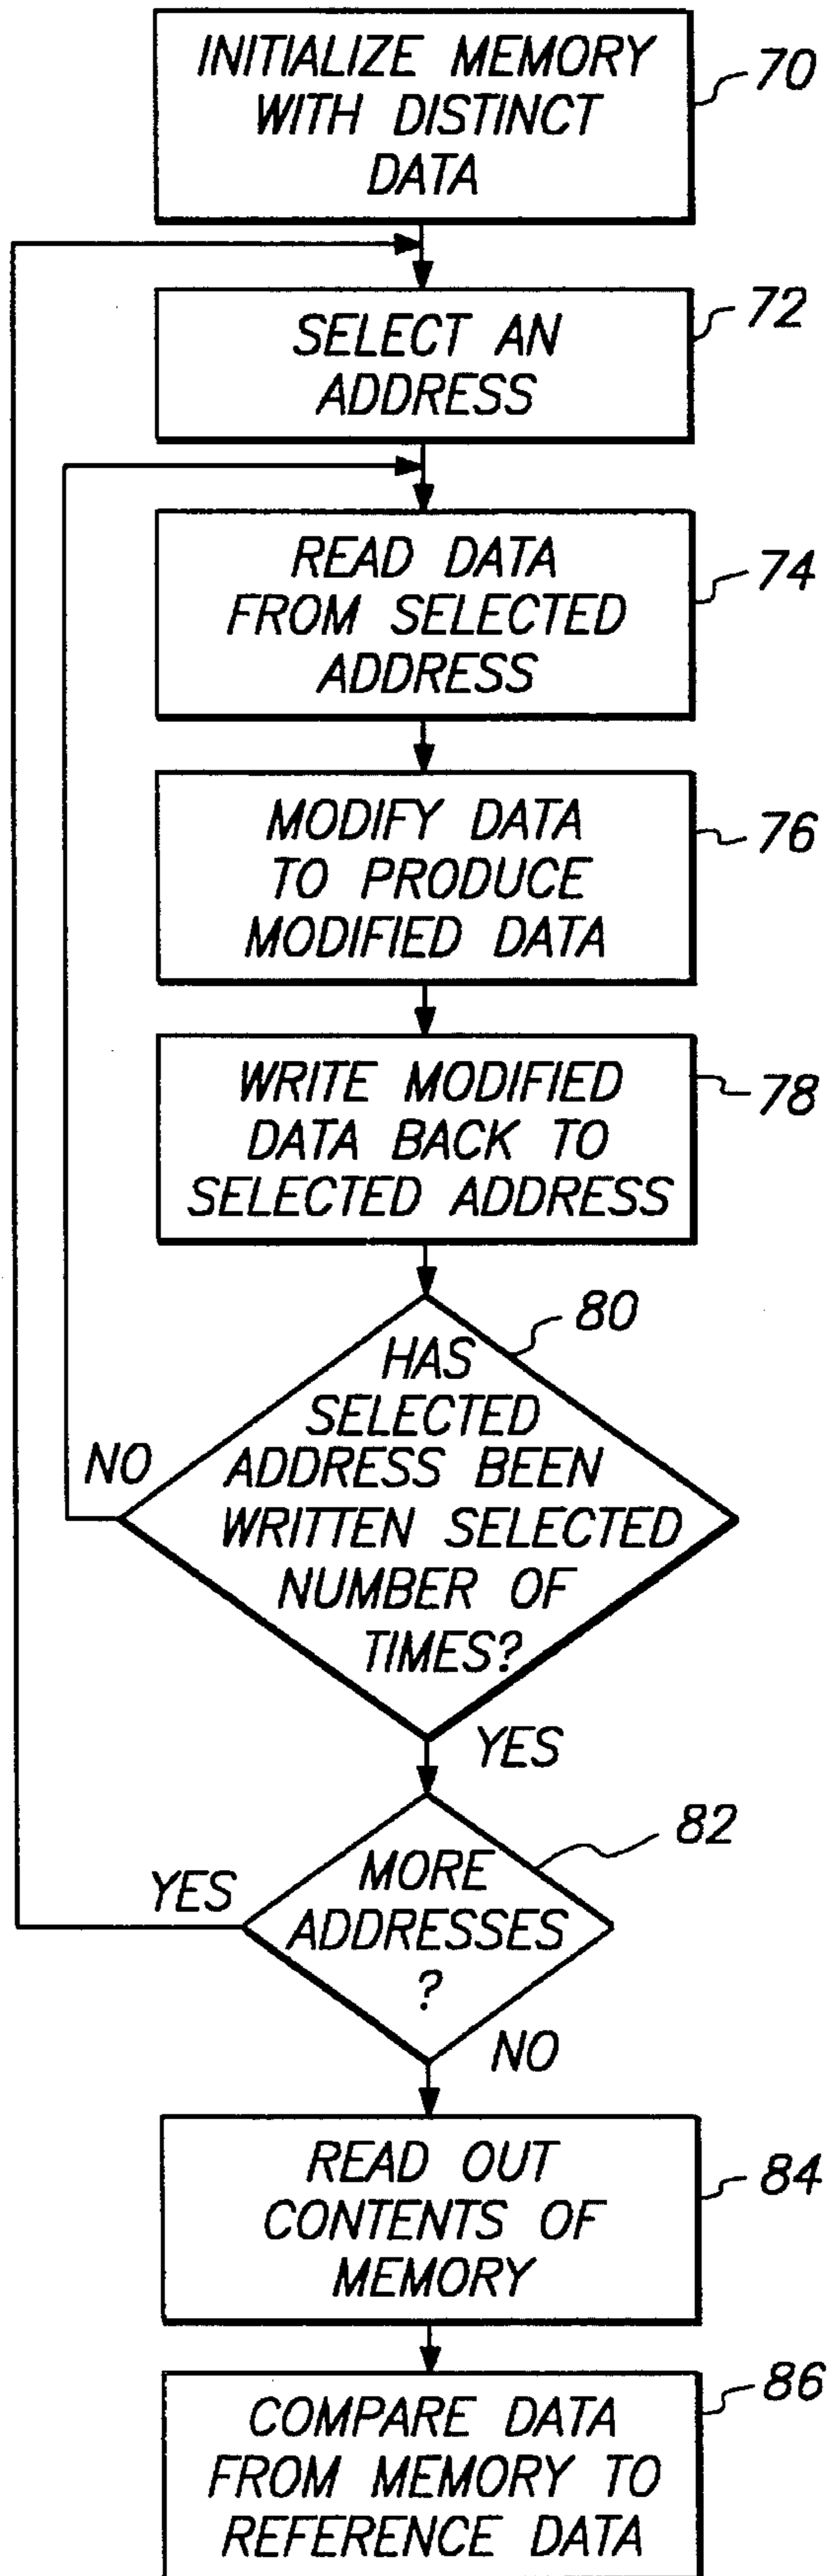 INITIALIZE MEMORY
WITH DISTINCT
DATA
70
SELECT AN
ADDRESS
72
READ DATA
FROM SELECTED
ADDRESS
74
MODIFY DATA
TO PRODUCE
MODIFIED DATA
76
WRITE MODIFIED
DATA BACK TO
SELECTED ADDRESS
78
80
HAS
SELECTED
ADDRESS BEEN
WRITTEN SELECTED
NUMBER OF
TIMES?
NO
YES
82
MORE
ADDRESSES
?
YES
NO
READ OUT
CONTENTS OF
MEMORY
84
COMPARE DATA
FROM MEMORY TO
REFERENCE DATA
86